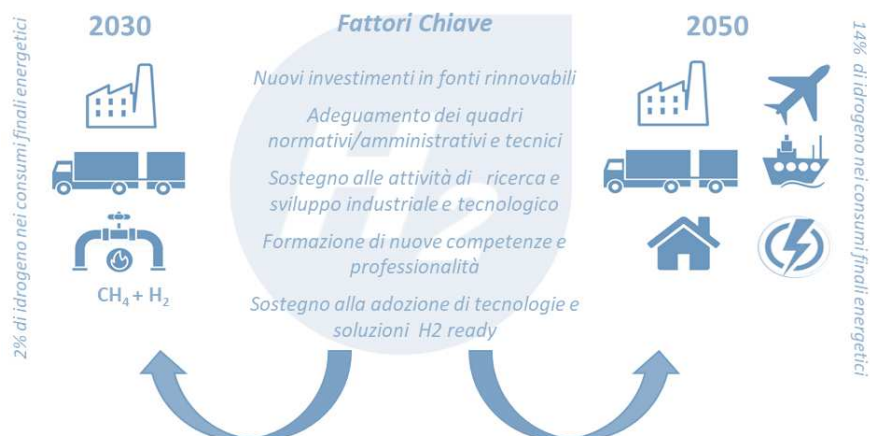 2030
2% di idrogeno nei consumi finali energetici
CH₄ + H₂
Fattori Chiave
Nuovi investimenti in fonti rinnovabili
Adeguamento dei quadri
normativi/amministrativi e tecnici
Sostegno alle attività di ricerca e
sviluppo industriale e tecnologico
Formazione di nuove competenze e
professionalità
Sostegno alla adozione di tecnologie e
soluzioni H2 ready
H2
2050
14% di idrogeno nei consumi finali energetici